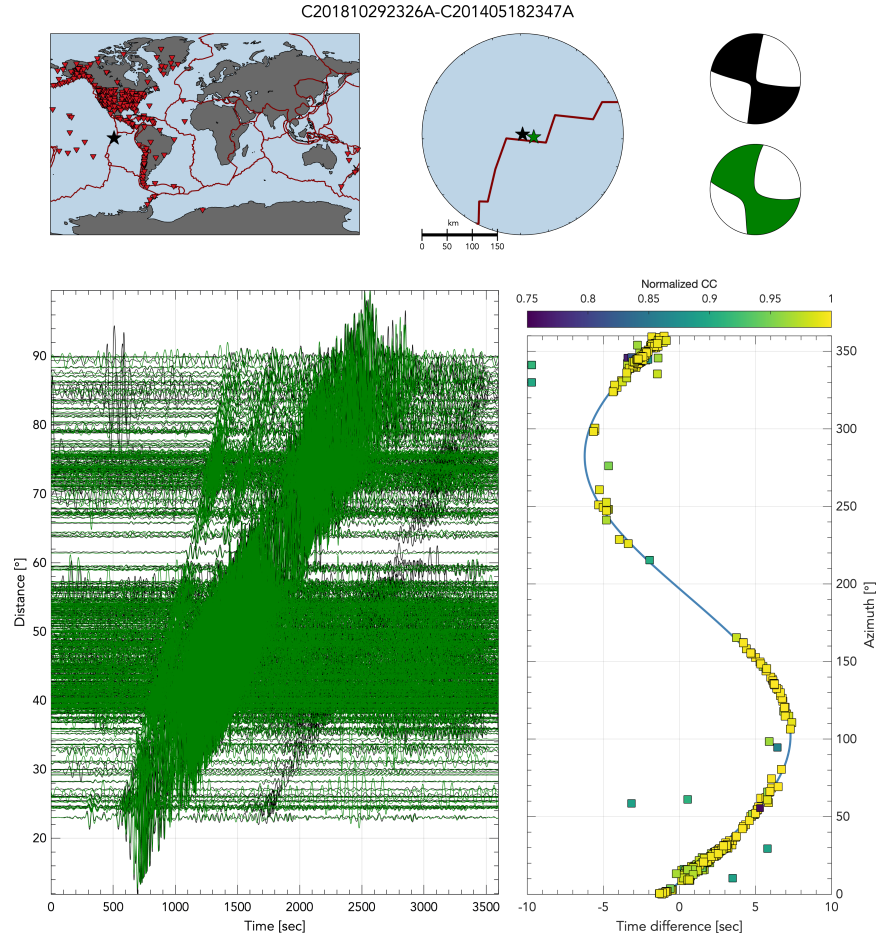 C201810292326A-C201405182347A
km
0 50 100 150
Normalized CC
0.75 0.8 0.85 0.9 0.95 1
Distance [°]
90
80
70
60
50
40
30
20
0 500 1000 1500 2000 2500 3000 3500
Time [sec]
350
300
250
200
150
100
50
0
Azimuth [°]
-10 -5 0 5 10
Time difference [sec]